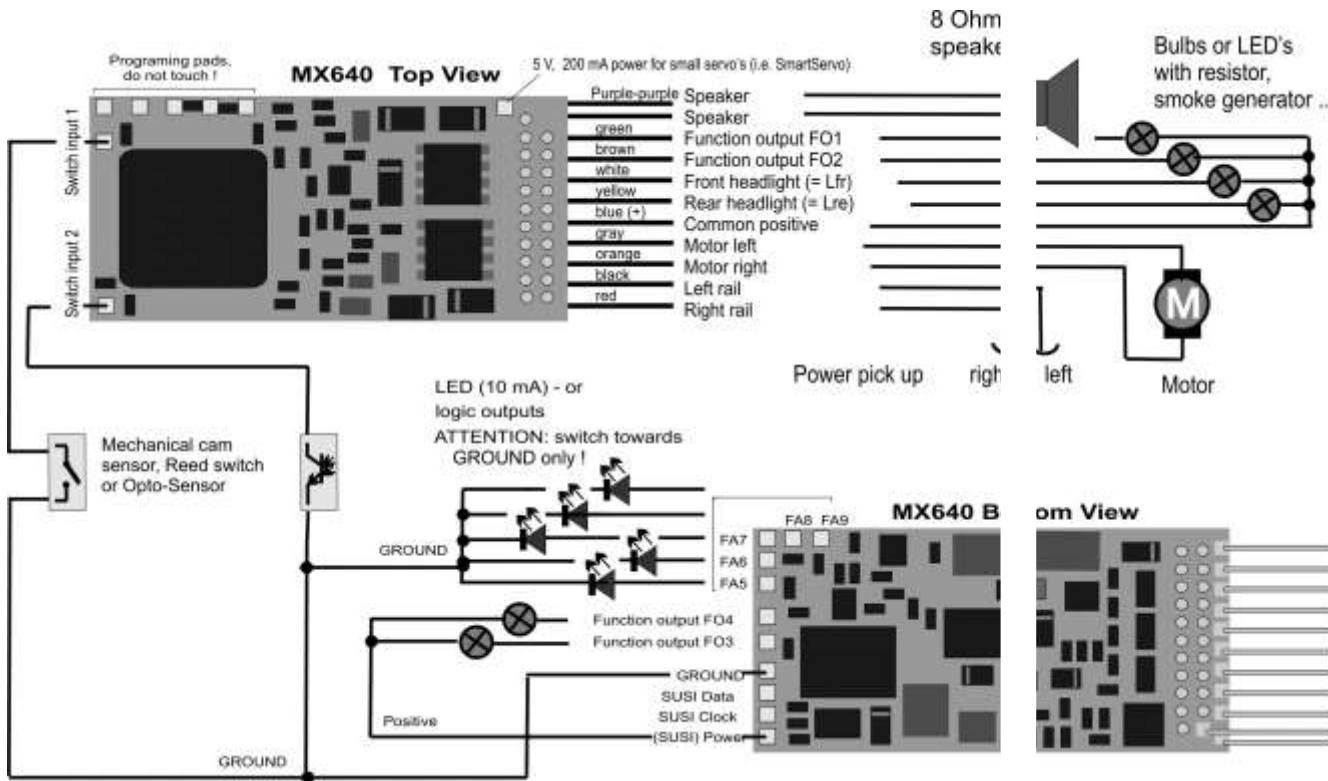 8 Ohm
speake
Bulbs or LED's
with resistor,
smoke generator ..
Programing pads,
do not touch !
MX640 Top View
5 V, 200 mA power for small servo's (i.e. SmartServo)
Switch input 1
Switch input 2
Purple-purple Speaker
Speaker
green Function output FO1
brown Function output FO2
white Front headlight (= Lfr)
yellow Rear headlight (= Lre)
blue (+) Common positive
gray Motor left
orange Motor right
black Left rail
red Right rail
M
Motor
Power pick up righ left
LED (10 mA) - or
logic outputs
ATTENTION: switch towards
GROUND only !
Mechanical cam
sensor, Reed switch
or Opto-Sensor
MX640 B om View
FA8 FA9
FA7
FA6
FA5
GROUND
Function output FO4
Function output FO3
GROUND
SUSI Data
SUSI Clock
(SUSI) Power
Positive
GROUND